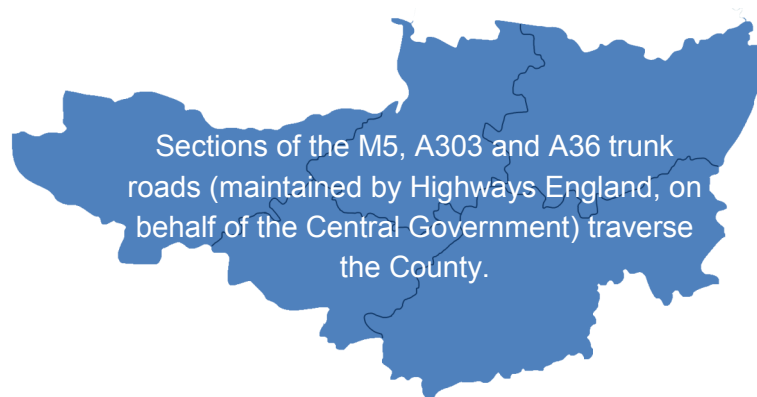 Sections of the M5, A303 and A36 trunk
roads (maintained by Highways England, on
behalf of the Central Government) traverse
the County.